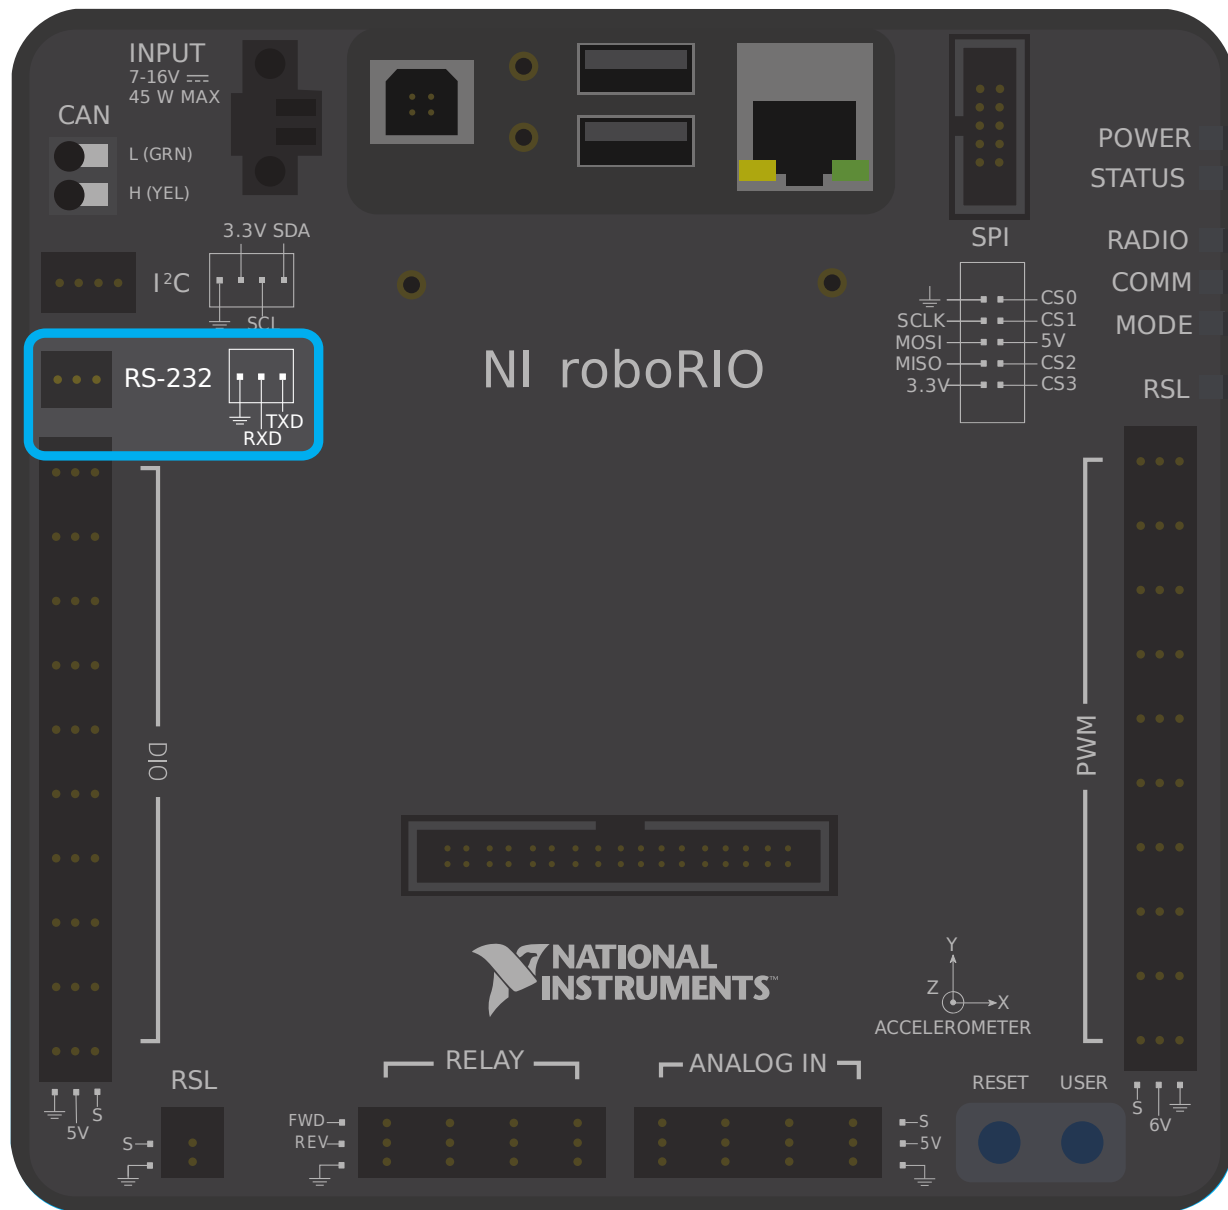 INPUT
7-16V
45 W MAX
CAN
L (GRN)
H (YEL)
3.3V SDA
I²C
SCL
RS-232
TXD
RXD
NI roboRIO
SPI
CS0
SCLK
CS1
MOSI
5V
MISO
CS2
3.3V
CS3
POWER
STATUS
RADIO
COMM
MODE
RSL
DIO
PWM
NATIONAL
INSTRUMENTS™
Y
Z
X
ACCELEROMETER
S
5V
RSL
S
RELAY
FWD
REV
ANALOG IN
S
5V
RESET
USER
S
6V